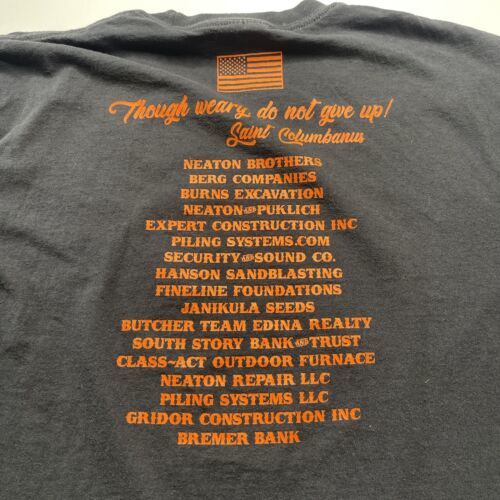 Though weary, do not give up!
Saint Columbanus
NEATON BROTHERS
BERG COMPANIES
BURNS EXCAVATION
NEATON AND PUKLICH
EXPERT CONSTRUCTION INC
PILING SYSTEMS.COM
SECURITY AND SOUND CO.
HANSON SANDBLASTING
FINELINE FOUNDATIONS
JANIKULA SEEDS
BUTCHER TEAM EDINA REALTY
SOUTH STORY BANK AND TRUST
CLASS~ACT OUTDOOR FURNACE
NEATON REPAIR LLC
PILING SYSTEMS LLC
GRIDOR CONSTRUCTION INC
BREMER BANK